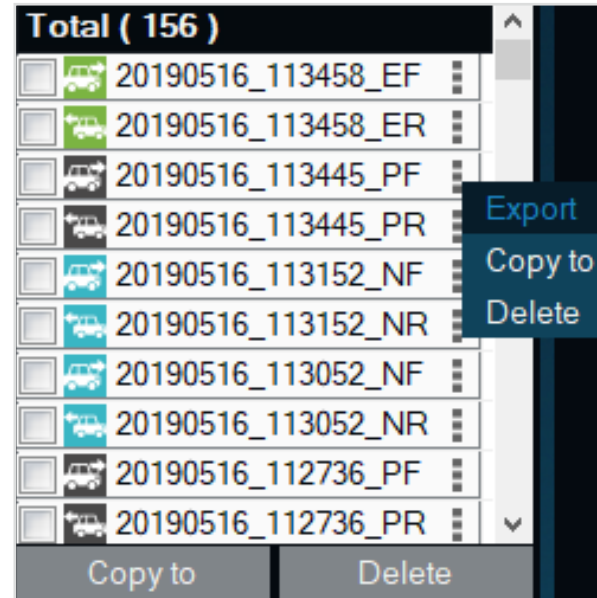 Total ( 156 )
20190516_113458_EF
20190516_113458_ER
20190516_113445_PF
20190516_113445_PR
20190516_113152_NF
20190516_113152_NR
20190516_113052_NF
20190516_113052_NR
20190516_112736_PF
20190516_112736_PR
Copy to Delete
Export
Copy to
Delete